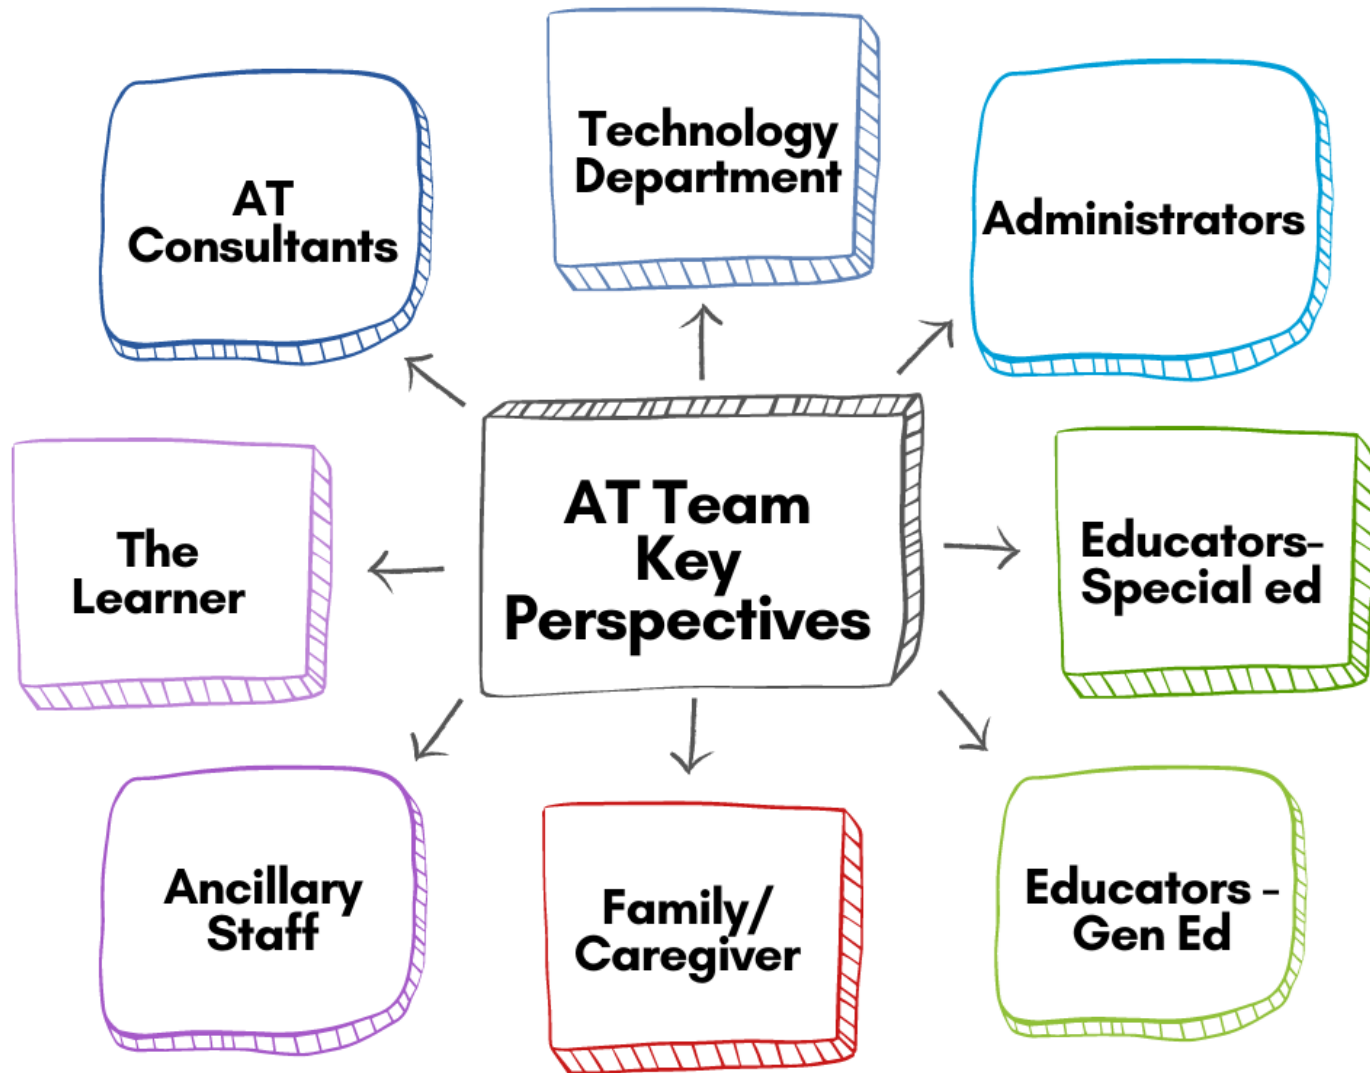 Technology
Department
AT
Consultants
Administrators
AT Team
Key
Perspectives
The
Learner
Educators-
Special ed
Ancillary
Staff
Family/
Caregiver
Educators -
Gen Ed